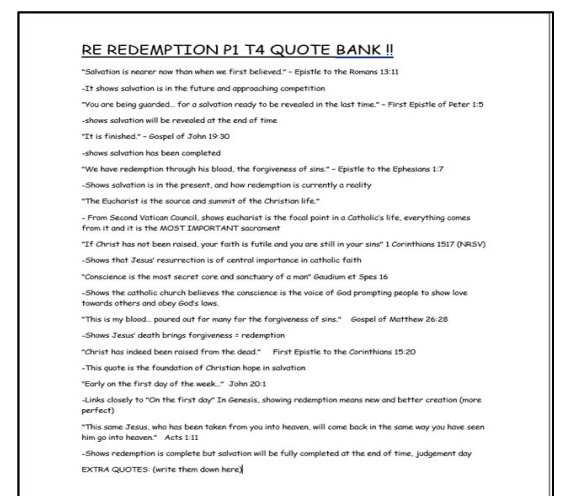 RE REDEMPTION P1 T4 QUOTE BANK !!
"Salvation is nearer now than when we first believed." – Epistle to the Romans 13:11
-It shows salvation is in the future and approaching competition
"You are being guarded… for a salvation ready to be revealed in the last time." – First Epistle of Peter 1:5
-shows salvation will be revealed at the end of time
"It is finished." – Gospel of John 19:30
-shows salvation has been completed
"We have redemption through his blood, the forgiveness of sins." – Epistle to the Ephesians 1:7
-Shows salvation is in the present, and how redemption is currently a reality
"The Eucharist is the source and summit of the Christian life."
- From Second Vatican Council, shows eucharist is the focal point in a Catholic's life, everything comes
from it and it is the MOST IMPORTANT sacrament
"If Christ has not been raised, your faith is futile and you are still in your sins" 1 Corinthians 1517 (NRSV)
-Shows that Jesus' resurrection is of central importance in catholic faith
"Conscience is the most secret core and sanctuary of a man" Gaudium et Spes 16
-Shows the catholic church believes the conscience is the voice of God prompting people to show love
towards others and obey God's laws.
"This is my blood… poured out for many for the forgiveness of sins." Gospel of Matthew 26:28
-Shows Jesus' death brings forgiveness = redemption
"Christ has indeed been raised from the dead." First Epistle to the Corinthians 15:20
-This quote is the foundation of Christian hope in salvation
"Early on the first day of the week…" John 20:1
-Links closely to "On the first day" In Genesis, showing redemption means new and better creation (more
perfect)
"This same Jesus, who has been taken from you into heaven, will come back in the same way you have seen
him go into heaven." Acts 1:11
-Shows redemption is complete but salvation will be fully completed at the end of time, judgement day
EXTRA QUOTES: (write them down here)